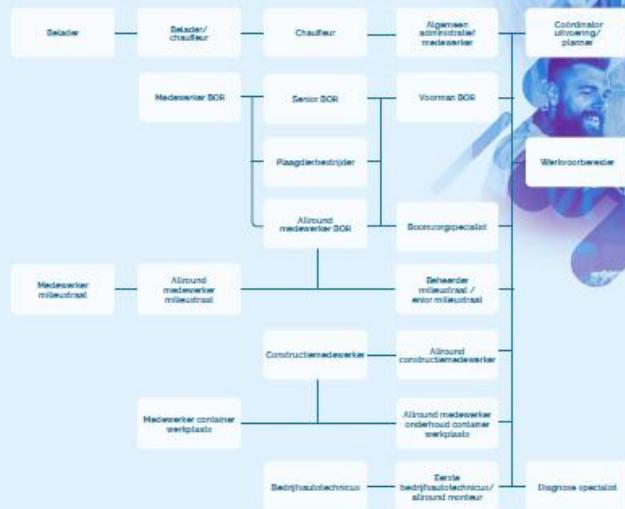 Belader
Belader/
chauffeur
Chauffeur
Algemeen
administratief
medewerker
Coördinator
uitvoering/
planner
Medewerker BOR
Senior BOR
Voorman BOR
Plaagdierbestrijder
Werkvoorbereider
Allround
medewerker BOR
Boomzorgspecialist
Medewerker
milieustraat
Allround
medewerker
milieustraat
Beheerder
milieustraat /
enior milieustraat
Constructiemedewerker
Allround
constructiemedewerker
Medewerker container
werkplaats
Allround medewerker
onderhoud container
werkplaats
Bedrijfsautotechnicus
Eerste
bedrijfsautotechnicus/
allround monteur
Diagnose specialist